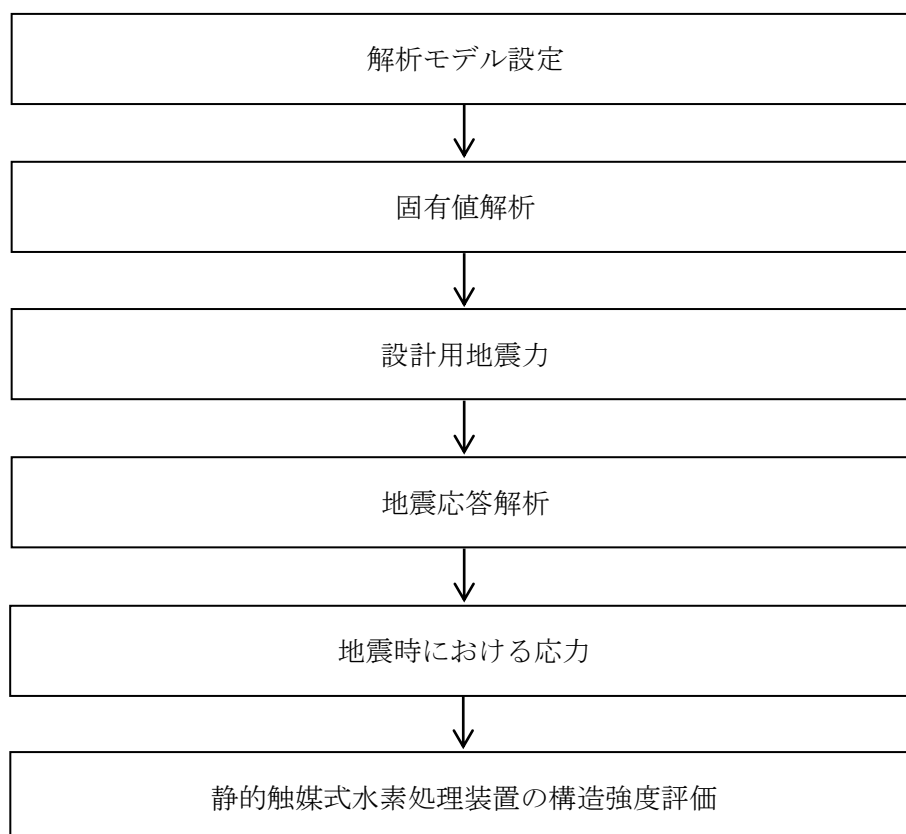 解析モデル設定
固有値解析
設計用地震力
地震応答解析
地震時における応力
静的触媒式水素処理装置の構造強度評価